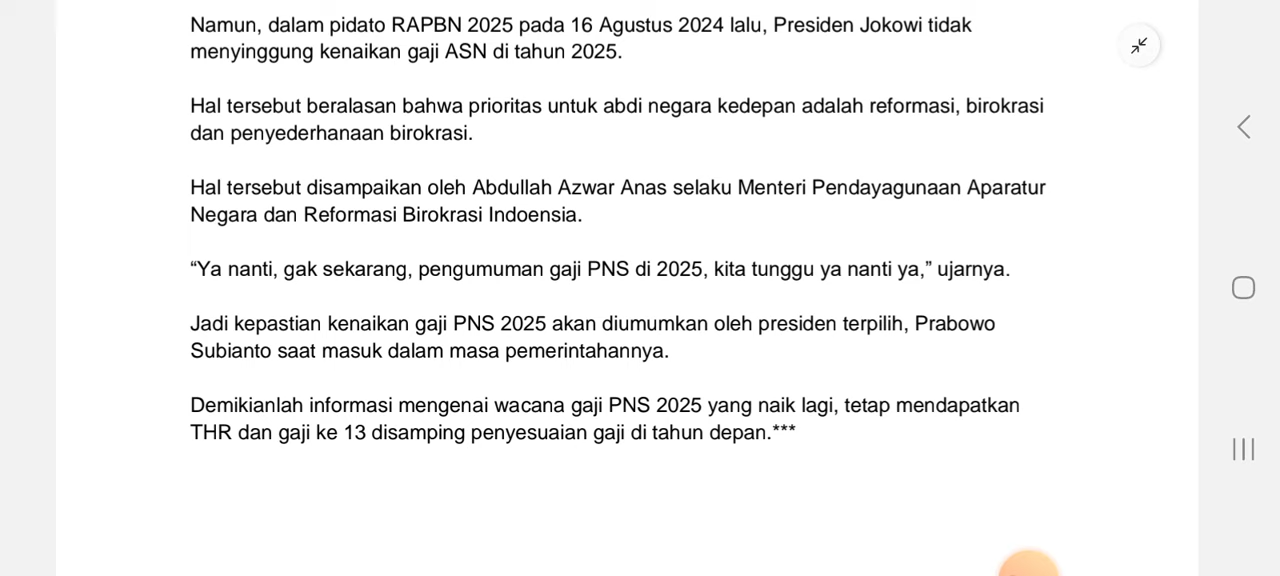 Namun, dalam pidato RAPBN 2025 pada 16 Agustus 2024 lalu, Presiden Jokowi tidak
menyinggung kenaikan gaji ASN di tahun 2025.
Hal tersebut beralasan bahwa prioritas untuk abdi negara kedepan adalah reformasi, birokrasi
dan penyederhanaan birokrasi.
Hal tersebut disampaikan oleh Abdullah Azwar Anas selaku Menteri Pendayagunaan Aparatur
Negara dan Reformasi Birokrasi Indoensia.
“Ya nanti, gak sekarang, pengumuman gaji PNS di 2025, kita tunggu ya nanti ya,” ujarnya.
Jadi kepastian kenaikan gaji PNS 2025 akan diumumkan oleh presiden terpilih, Prabowo
Subianto saat masuk dalam masa pemerintahannya.
Demikianlah informasi mengenai wacana gaji PNS 2025 yang naik lagi, tetap mendapatkan
THR dan gaji ke 13 disamping penyesuaian gaji di tahun depan.***